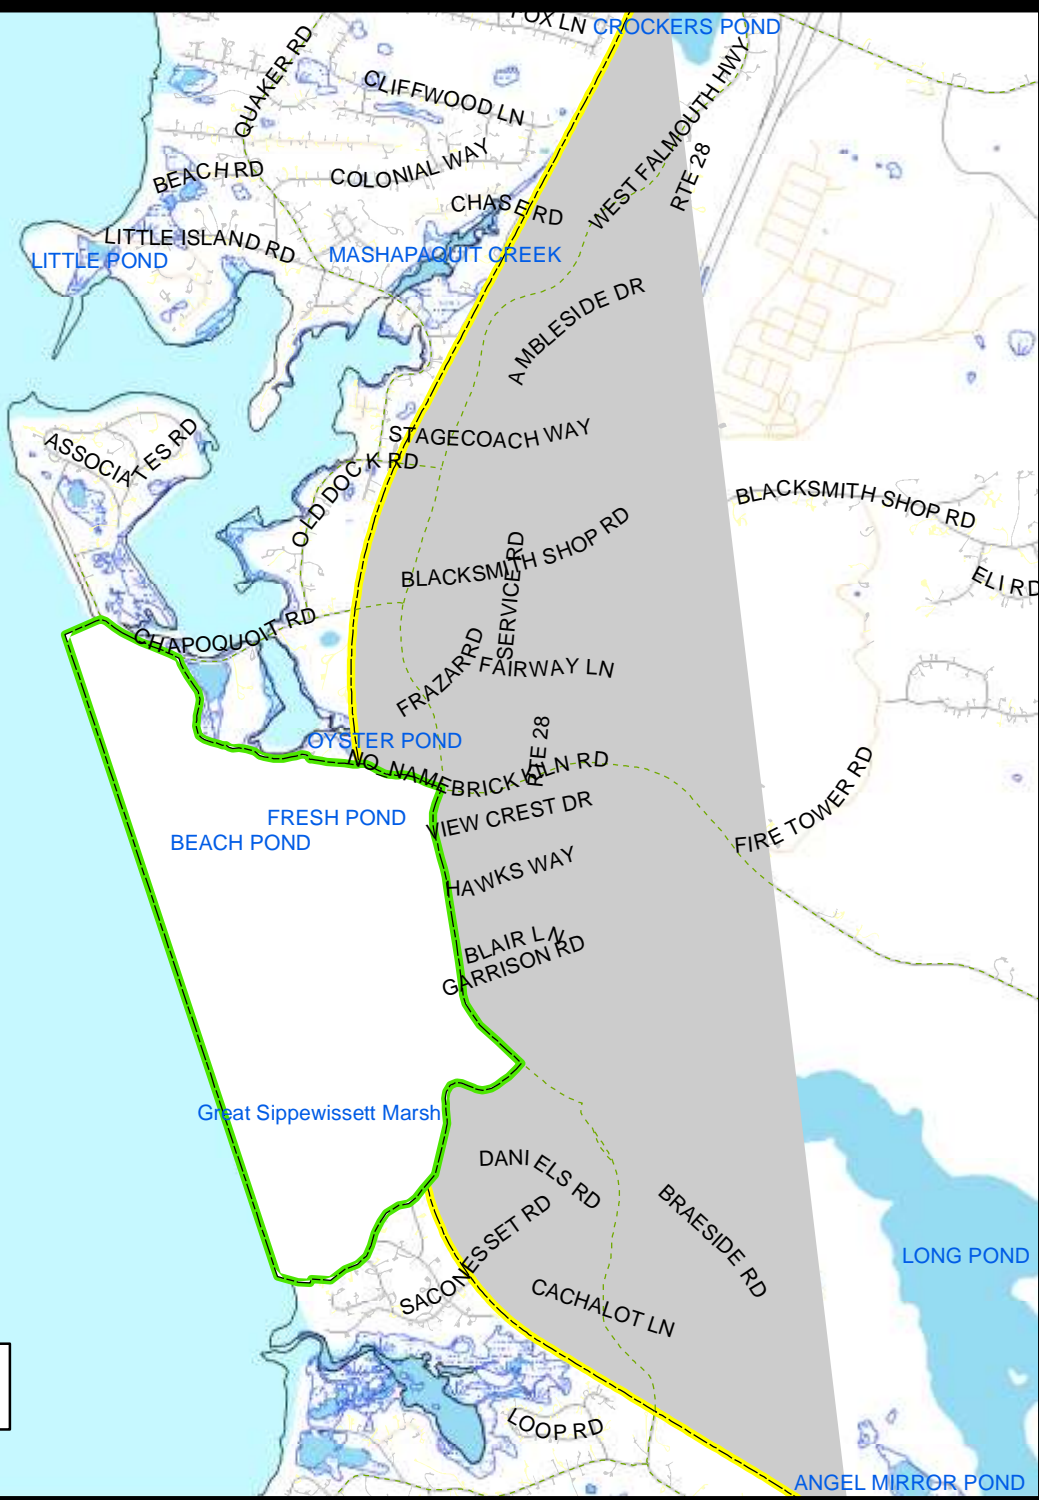 FOX LN
CROCKERS POND
QUAKER RD
CLIFFWOOD LN
WEST FALMOUTH HWY
RTE 28
BEACH RD
COLONIAL WAY
CHASE RD
LITTLE ISLAND RD
LITTLE POND
MASHAPAQUIT CREEK
AMBLESIDE DR
ASSOCIATES RD
STAGECOACH WAY
OLD DOCK RD
BLACKSMITH SHOP RD
BLACKSMITH SHOP RD
SERVICE RD
ELI RD
CHAPOQUOIT RD
FRAZAR RD
FAIRWAY LN
OYSTER POND
RTE 28
NO NAME
BRICK KILN RD
FIRE TOWER RD
FRESH POND
VIEW CREST DR
BEACH POND
HAWKS WAY
BLAIR LN
GARRISON RD
Great Sippewissett Marsh
DANIELS RD
BRAESIDE RD
SACONESSET RD
LONG POND
CACHALOT LN
LOOP RD
ANGEL MIRROR POND